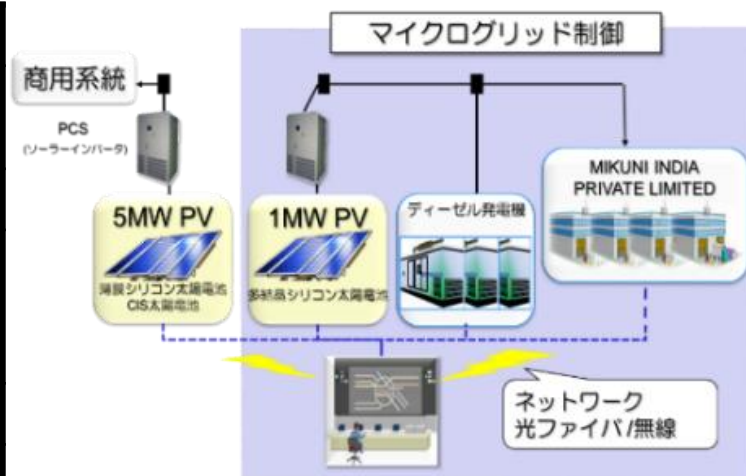 マイクログリッド制御
商用系統
PCS
(ソーラーインバータ)
MIKUNI INDIA
PRIVATE LIMITED
5MW PV
薄膜シリコン太陽電池
CIS太陽電池
1MW PV
多結晶シリコン太陽電池
ディーゼル発電機
ネットワーク
光ファイバ/無線